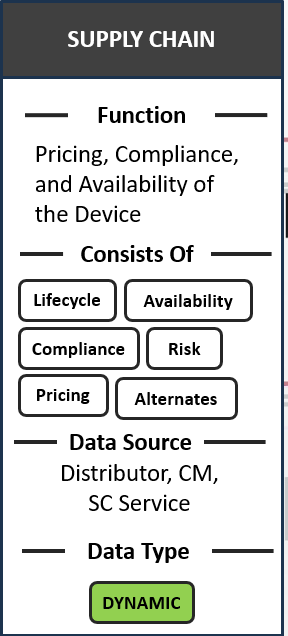 SUPPLY CHAIN
Function
Pricing, Compliance,
and Availability of
the Device
Consists Of
Lifecycle Availability
Compliance Risk
Pricing Alternates
Data Source
Distributor, CM,
SC Service
Data Type
DYNAMIC